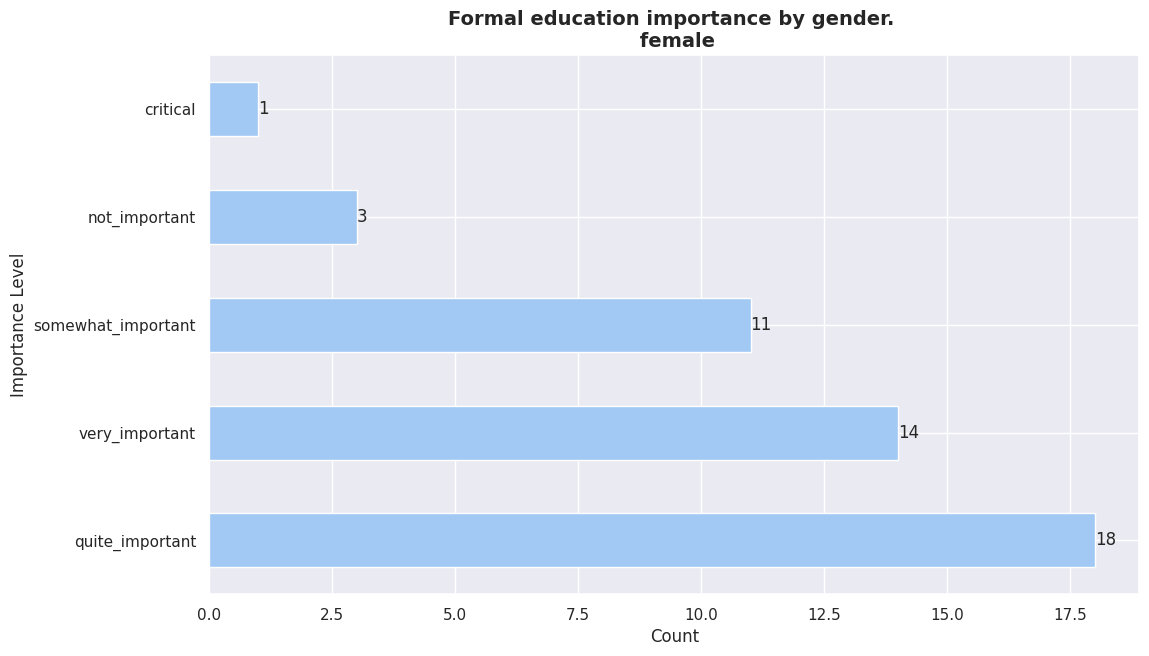 Formal education importance by gender.
female
critical
1
not_important
3
somewhat_important
11
very_important
14
quite_important
18
Importance Level
0.0 2.5 5.0 7.5 10.0 12.5 15.0 17.5
Count